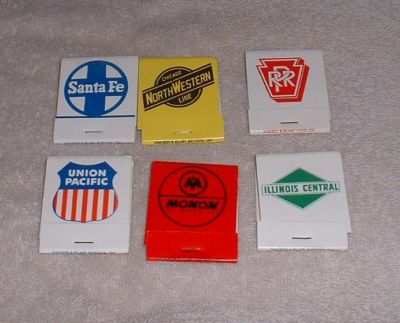 Santa Fe
CHICAGO
NORTH WESTERN
LINE
PRR
UNION
PACIFIC
MONON
ILLINOIS CENTRAL